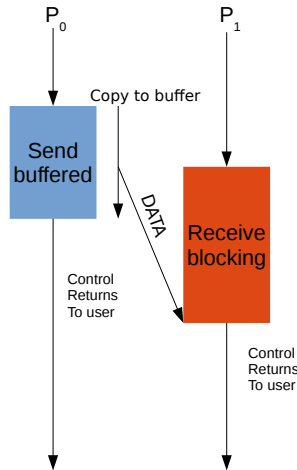 P0
P1
Copy to buffer
Send
buffered
DATA
Receive
blocking
Control
Returns
To user
Control
Returns
To user